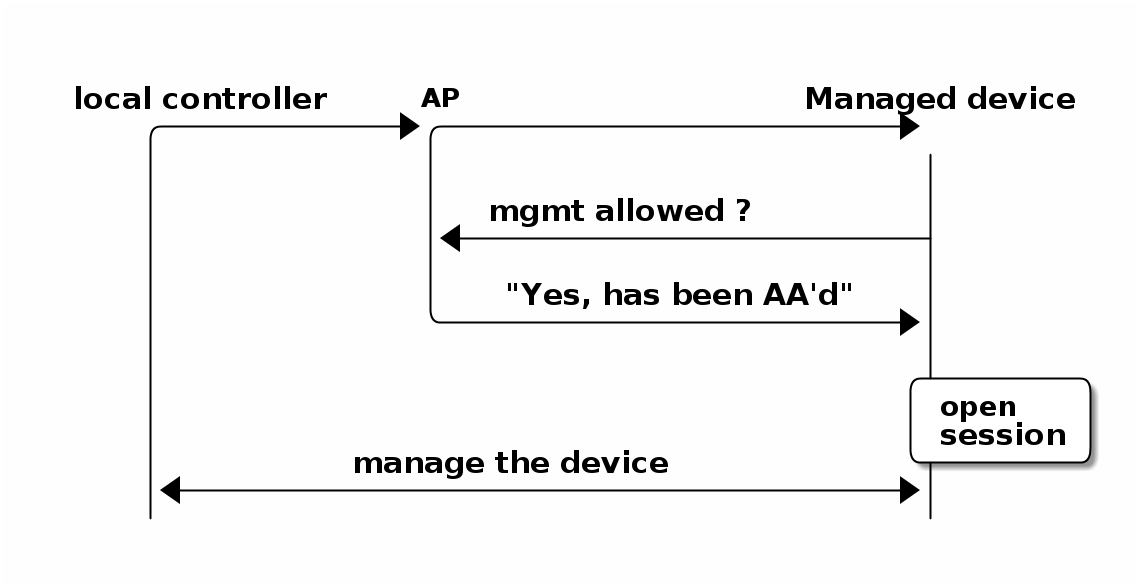 local controller
AP
Managed device
mgmt allowed ?
"Yes, has been AA'd"
open
session
manage the device